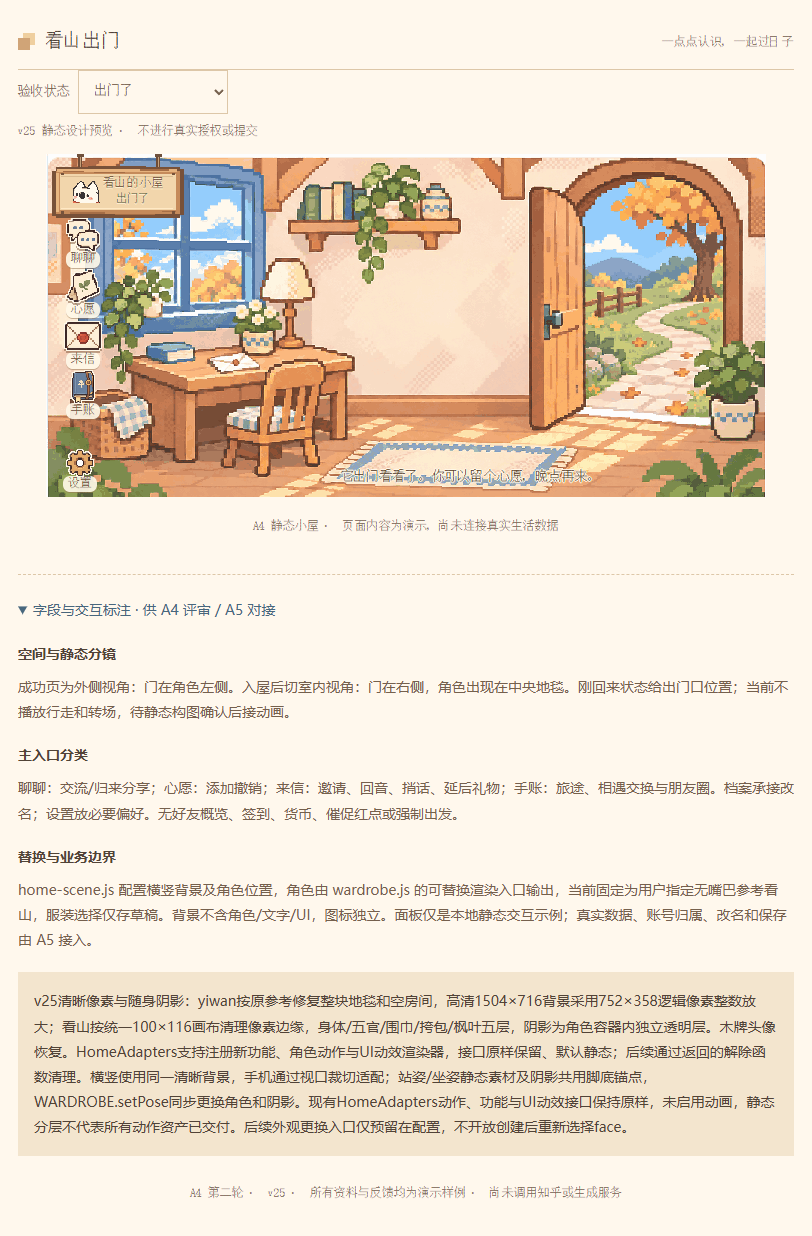 看山出门
一点点认识，一起过日子
验收状态 出门了
v25 静态设计预览 · 不进行真实授权或提交
看山的小屋
出门了
聊聊
心愿
来信
手账
设置
它出门看看了。你可以留个心愿，晚点再来。
A4 静态小屋 · 页面内容为演示，尚未连接真实生活数据
▼ 字段与交互标注 · 供 A4 评审 / A5 对接
空间与静态分镜
成功页为外侧视角：门在角色左侧。入屋后切室内视角：门在右侧，角色出现在中央地毯。刚回来状态给出门口位置；当前不
播放行走和转场，待静态构图确认后接动画。
主入口分类
聊聊：交流/归来分享；心愿：添加撤销；来信：邀请、回音、捎话、延后礼物；手账：旅途、相遇交换与朋友圈。档案承接改
名；设置放必要偏好。无好友概览、签到、货币、催促红点或强制出发。
替换与业务边界
home-scene.js 配置横竖背景及角色位置，角色由 wardrobe.js 的可替换渲染入口输出，当前固定为用户指定无嘴巴参考看
山，服装选择仅存草稿。背景不含角色/文字/UI，图标独立。面板仅是本地静态交互示例；真实数据、账号归属、改名和保存
由 A5 接入。
v25清晰像素与随身阴影：yiwan按原参考修复整块地毯和空房间，高清1504×716背景采用752×358逻辑像素整数放
大；看山按统一100×116画布清理像素边缘，身体/五官/围巾/挎包/枫叶五层，阴影为角色容器内独立透明层。木牌头像
恢复。HomeAdapters支持注册新功能、角色动作与UI动效渲染器，接口原样保留、默认静态；后续通过返回的解除函
数清理。横竖使用同一清晰背景，手机通过视口裁切适配；站姿/坐姿静态素材及阴影共用脚底锚点，
WARDROBE.setPose同步更换角色和阴影。现有HomeAdapters动作、功能与UI动效接口保持原样，未启用动画，静态
分层不代表所有动作资产已交付。后续外观更换入口仅预留在配置，不开放创建后重新选择face。
A4 第二轮 · v25 · 所有资料与反馈均为演示样例 · 尚未调用知乎或生成服务